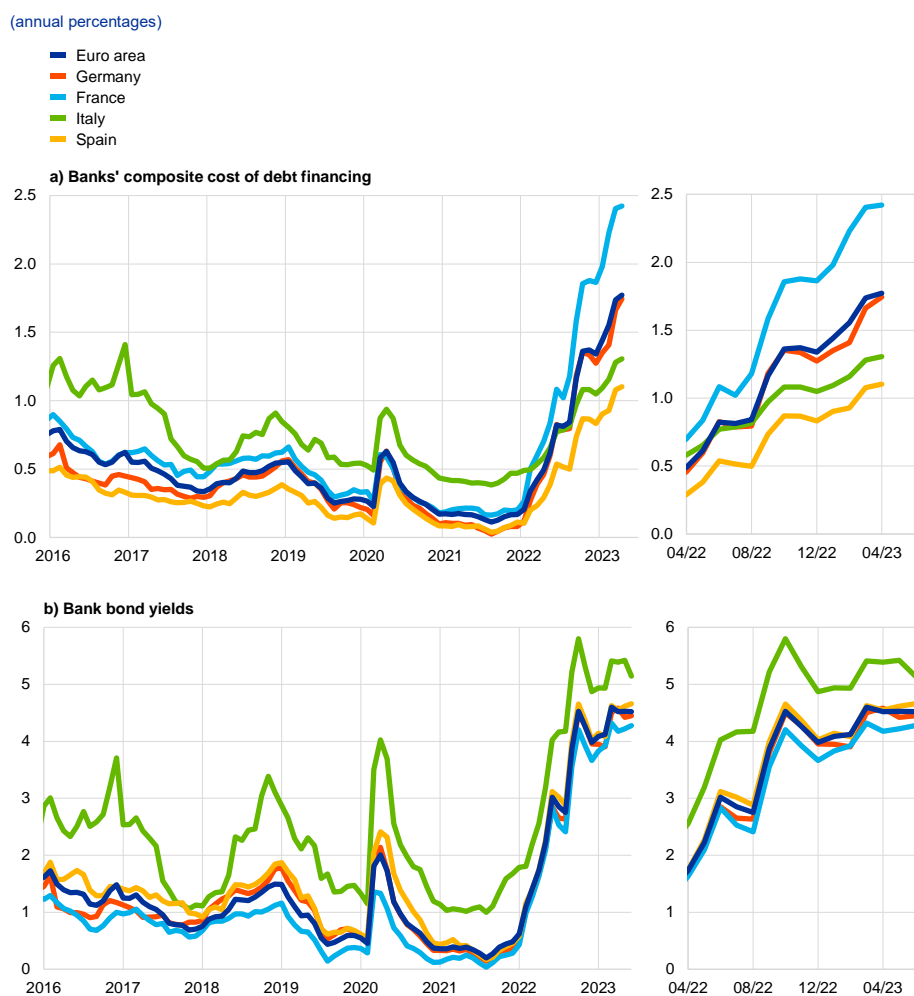 (annual percentages)
Euro area
Germany
France
Italy
Spain
a) Banks' composite cost of debt financing
2.5
2.0
1.5
1.0
0.5
0.0
2016 2017 2018 2019 2020 2021 2022 2023
2.5
2.0
1.5
1.0
0.5
0.0
04/22 08/22 12/22 04/23
b) Bank bond yields
6
5
4
3
2
1
0
2016 2017 2018 2019 2020 2021 2022 2023
6
5
4
3
2
1
0
04/22 08/22 12/22 04/23